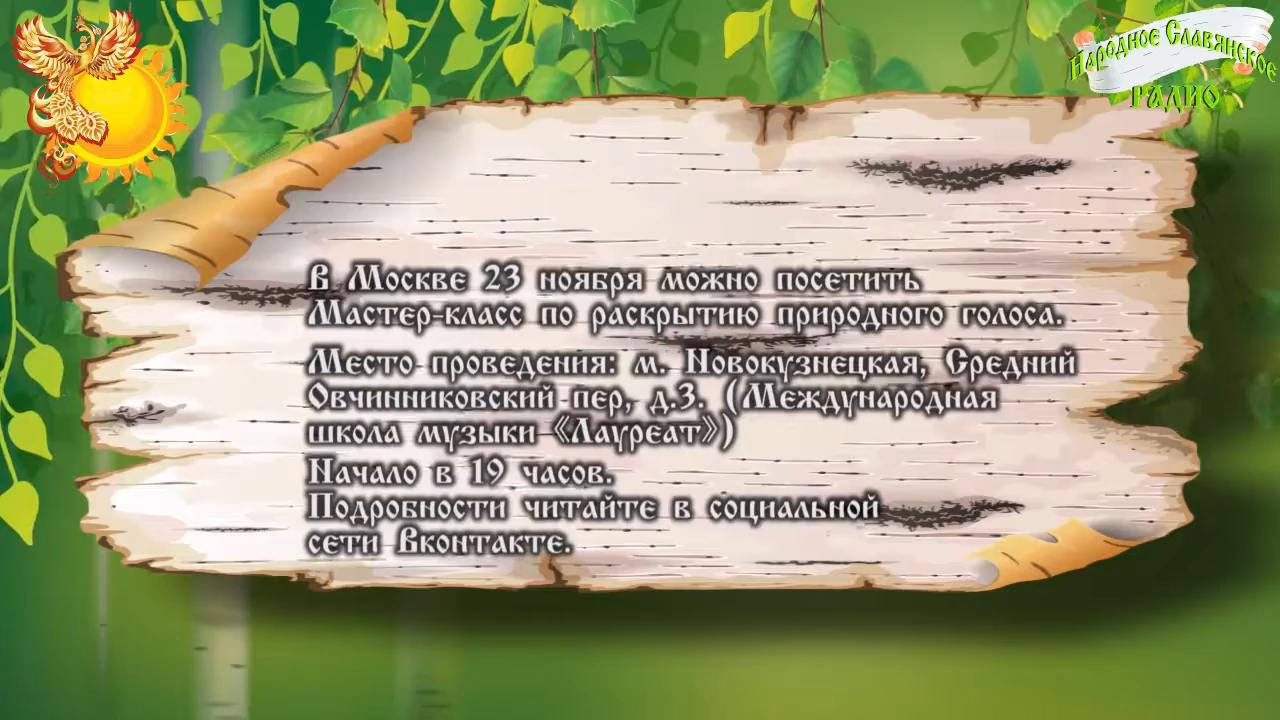 Народное Славянское
РАДИО
В Москве 23 ноября можно посетить
Мастер-класс по раскрытию природного голоса.
Место проведения: м. Новокузнецкая, Средний
Овчинниковский пер, д.3. (Международная
школа музыки «Лауреат»)
Начало в 19 часов.
Подробности читайте в социальной
сети Вконтакте.